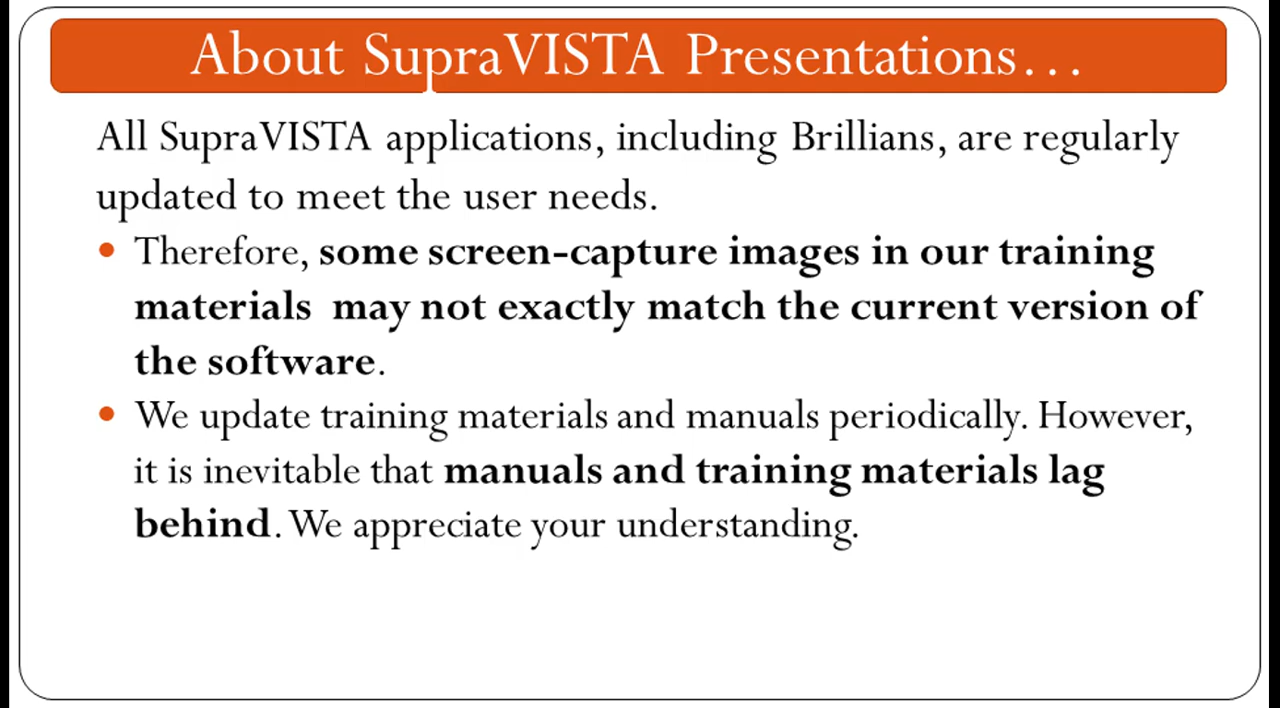 About SupraVISTA Presentations...
All SupraVISTA applications, including Brillians, are regularly
updated to meet the user needs.
• Therefore, some screen-capture images in our training
materials  may not exactly match the current version of
the software.
• We update training materials and manuals periodically. However,
it is inevitable that manuals and training materials lag
behind. We appreciate your understanding.